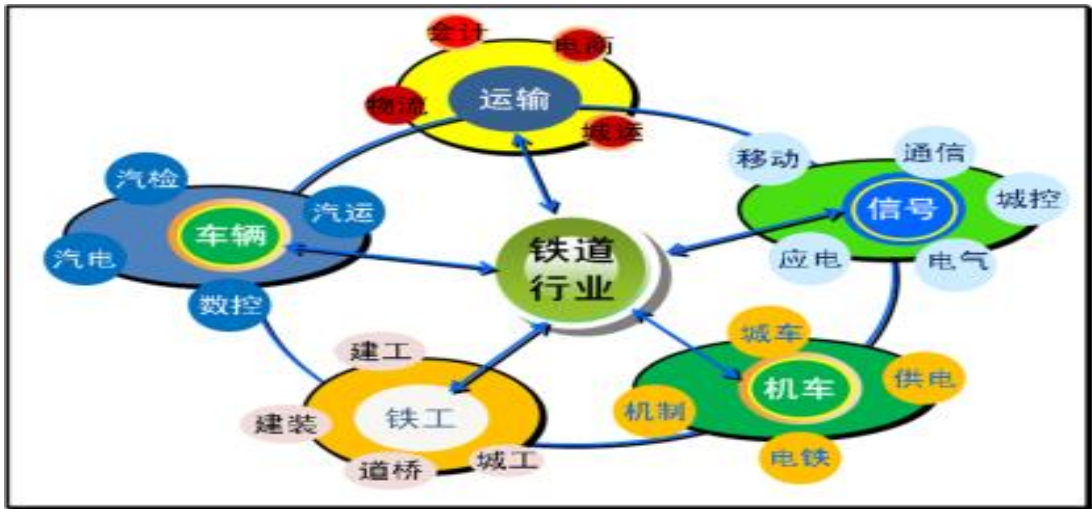 会计
电商
运输
物流
城运
移动
通信
信号
城控
应电
电气
汽检
汽运
车辆
汽电
数控
铁道
行业
建工
铁工
建装
道桥
城工
城车
机车
供电
机制
电铁